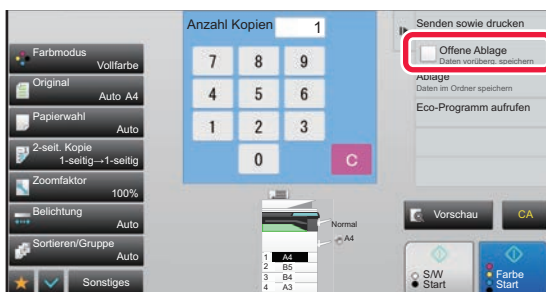 Farbmodus
Vollfarbe
Original
Auto A4
Papierwahl
Auto
2-seit. Kopie
1-seitig→1-seitig
Zoomfaktor
100%
Belichtung
Auto
Sortieren/Gruppe
Auto
Sonstiges
Anzahl Kopien 1
7 8 9
4 5 6
1 2 3
0 C
Normal
A4
1 A4
2 B5
3 B4
4 A3
Senden sowie drucken
Offene Ablage
Daten vorüberg. speichern
Ablage
Daten im Ordner speichern
Eco-Programm aufrufen
Vorschau CA
S/W
Start
Farbe
Start